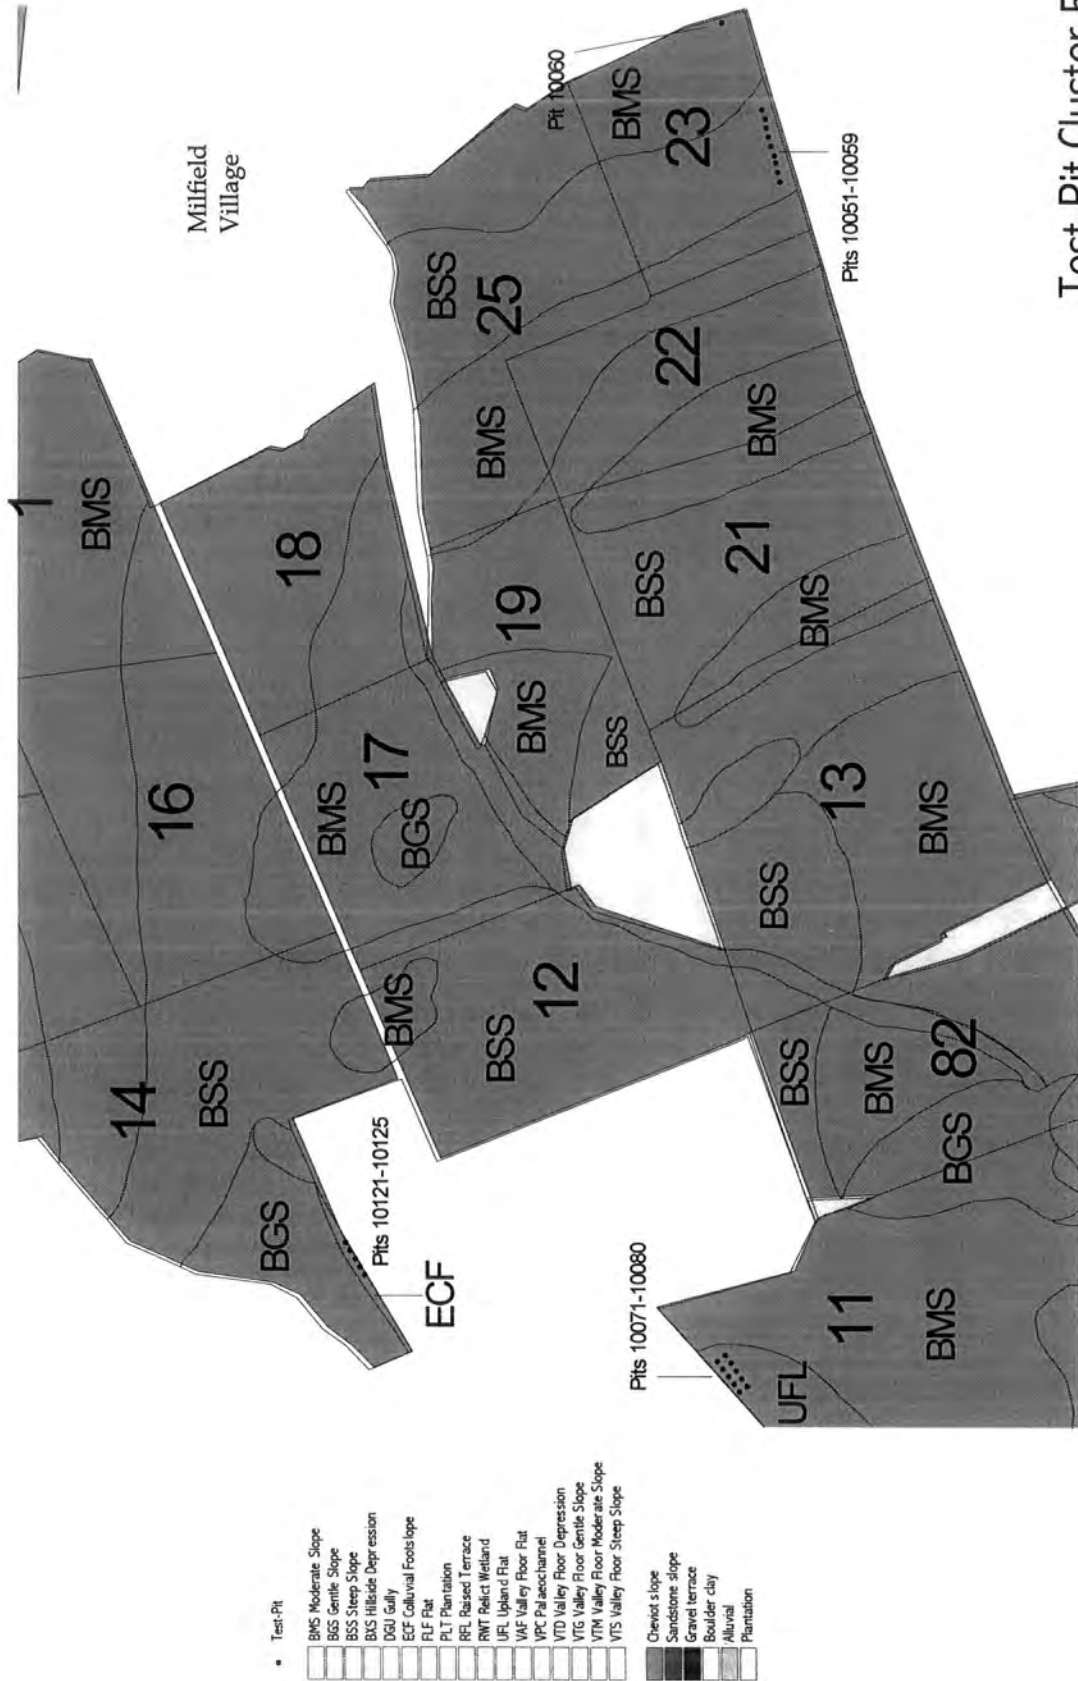 Test Pit Cluster
Milfield
Village
Pit 10060
Pits 10051-10059
Pits 10121-10125
Pits 10071-10080
1
BMS
16
14
BSS
BGS
ECF
18
17
BMS
BGS
BMS
12
BSS
19
BMS
BSS
25
BSS
BMS
23
BMS
22
BMS
21
BSS
BMS
13
BSS
BMS
82
BSS
BMS
BGS
11
BMS
UFL
Test-Pit
BMS Moderate Slope
BGS Gentle Slope
BSS Steep Slope
BXS Hillside Depression
DGU Gully
ECF Colluvial Footslope
FLF Flat
PLT Plantation
RFL Raised Terrace
RWT Relict Wetland
UFL Upland Flat
VAF Valley Floor Flat
VPC Palaeochannel
VTD Valley Floor Depression
VTG Valley Floor Gentle Slope
VTM Valley Floor Moderate Slope
VTS Valley Floor Steep Slope
Cheviot slope
Sandstone slope
Gravel terrace
Boulder clay
Alluvial
Plantation